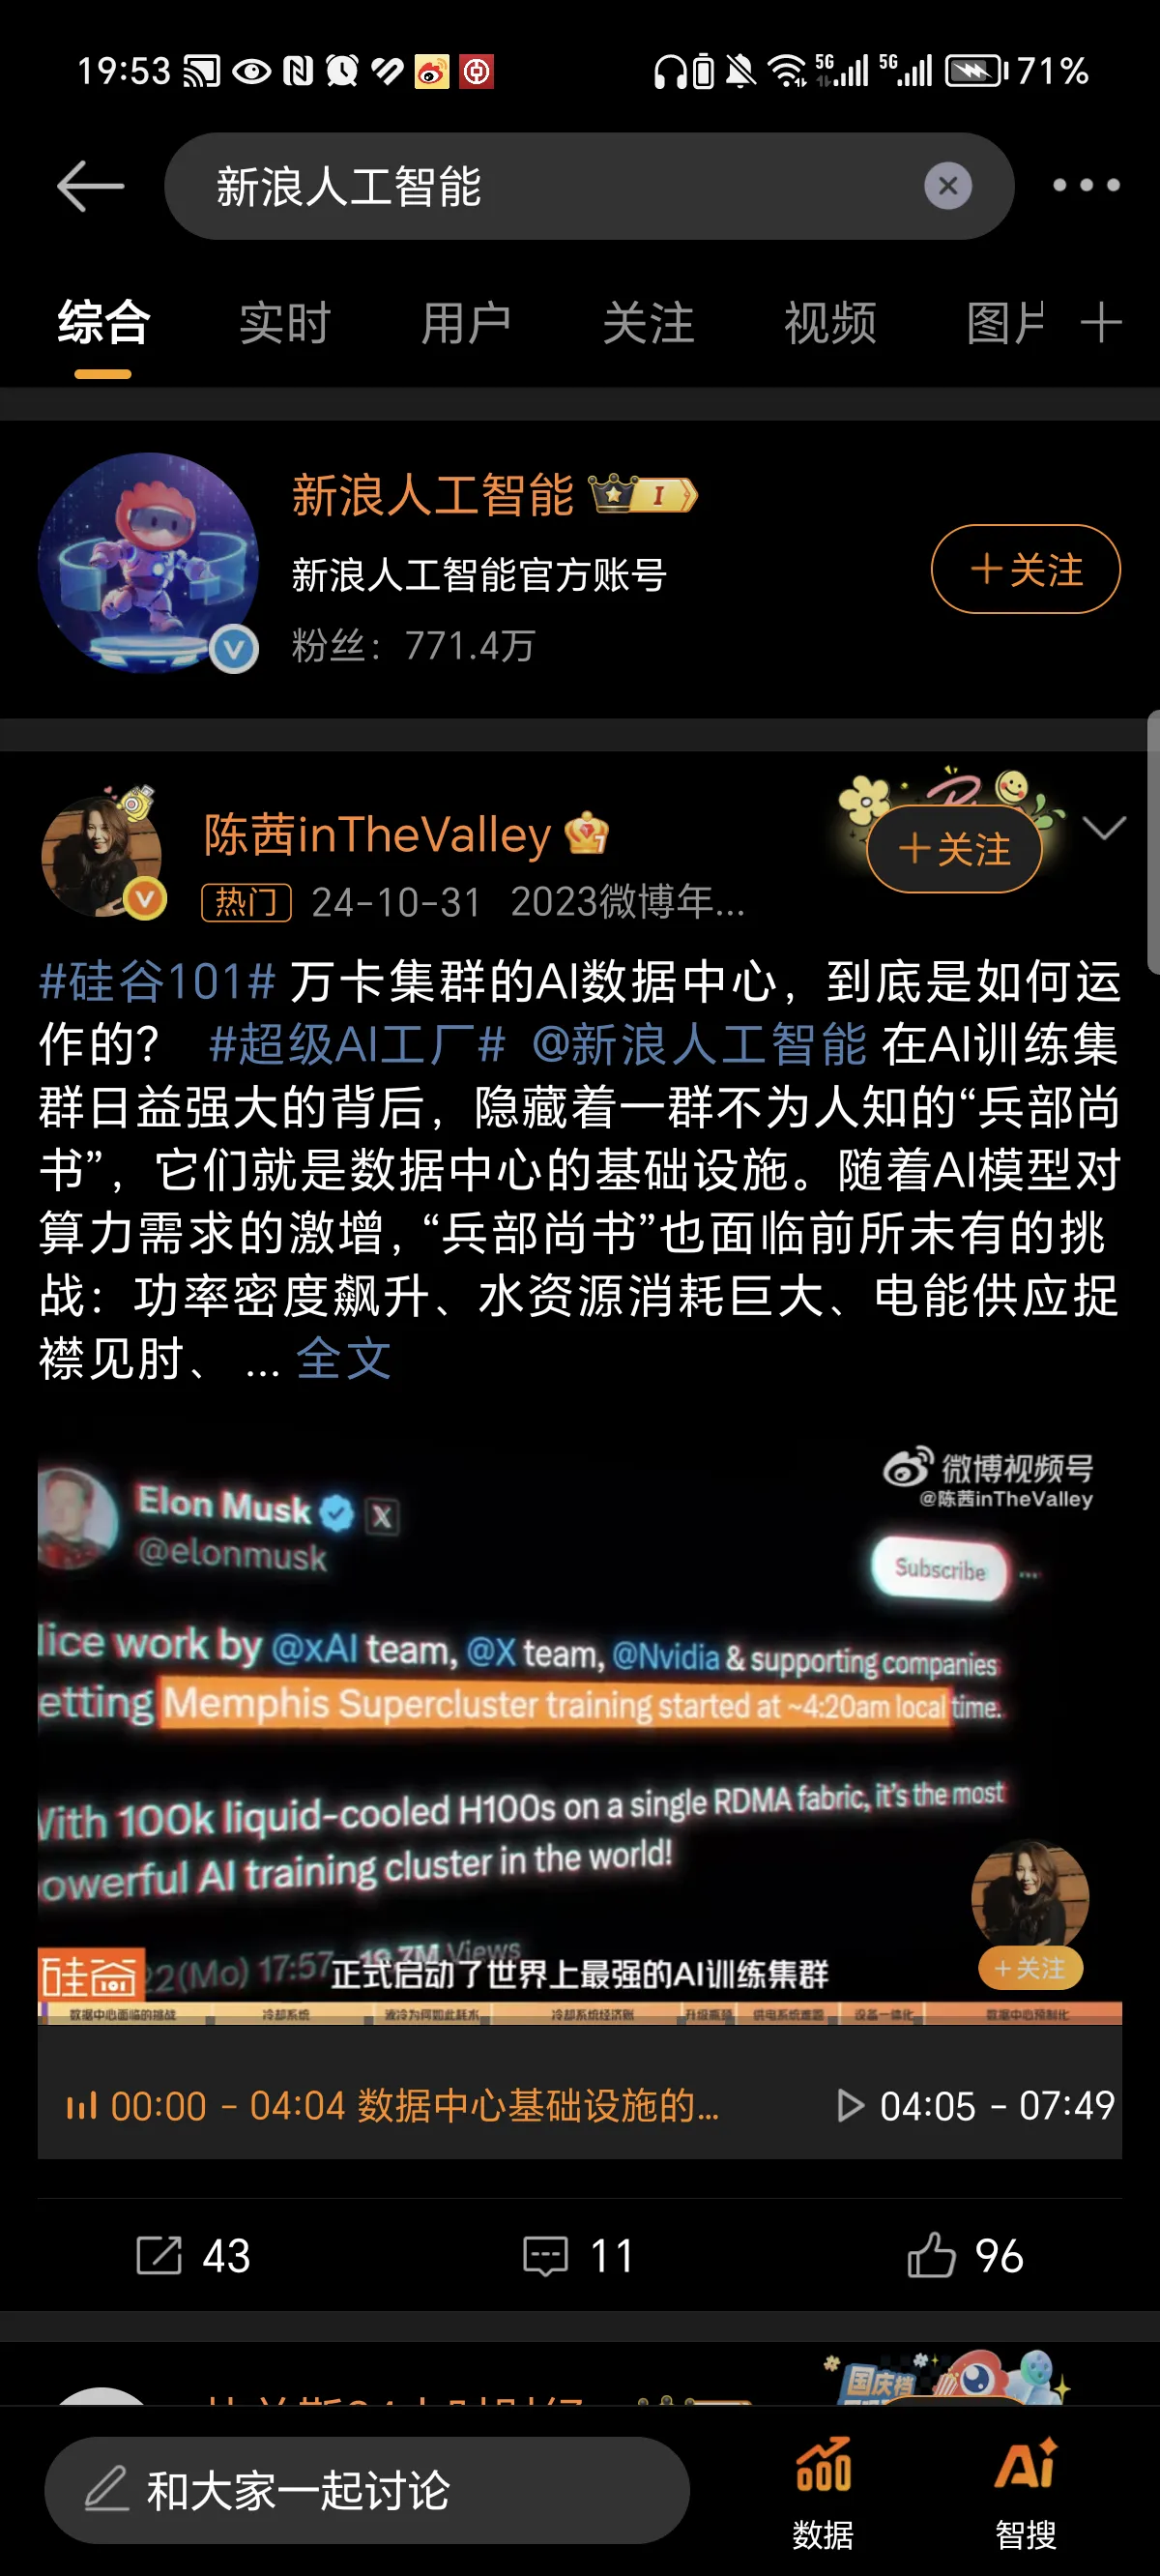 19:53
5G
5G
71%
新浪人工智能
综合
实时
用户
关注
视频
图片
新浪人工智能
I
新浪人工智能官方账号
粉丝：771.4万
+关注
陈茜inTheValley
热门 24-10-31 2023微博年...
+关注
#硅谷101# 万卡集群的AI数据中心，到底是如何运
作的？ #超级AI工厂# @新浪人工智能 在AI训练集
群日益强大的背后，隐藏着一群不为人知的“兵部尚
书”，它们就是数据中心的基础设施。随着AI模型对
算力需求的激增，“兵部尚书”也面临前所未有的挑
战：功率密度飙升、水资源消耗巨大、电能供应捉
襟见肘、 ... 全文
微博视频号
@陈茜inTheValley
Elon Musk
@elonmusk
Subscribe
lice work by @xAI team, @X team, @Nvidia & supporting companies
etting Memphis Supercluster training started at ~4:20am local time.
With 100k liquid-cooled H100s on a single RDMA fabric, it's the most
owerful AI training cluster in the world!
22(Mo) 17:57 19.7M Views
硅谷101
正式启动了世界上最强的AI训练集群
+关注
数据中心面临的挑战
冷却系统
液冷为何如此耗水
冷却系统经济账
升级瓶颈
供电系统难题
设备一体化
数据中心预制化
00:00 - 04:04 数据中心基础设施的...
04:05 - 07:49
43
11
96
国庆档
和大家一起讨论
数据
Ai
智搜